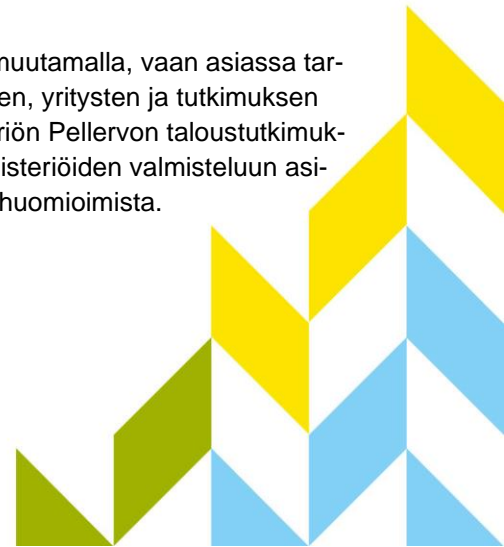 muutamalla, vaan asiassa tar-
en, yritysten ja tutkimuksen
riön Pellervon taloustutkimuk-
isteriöiden valmisteluun asi-
huomioimista.